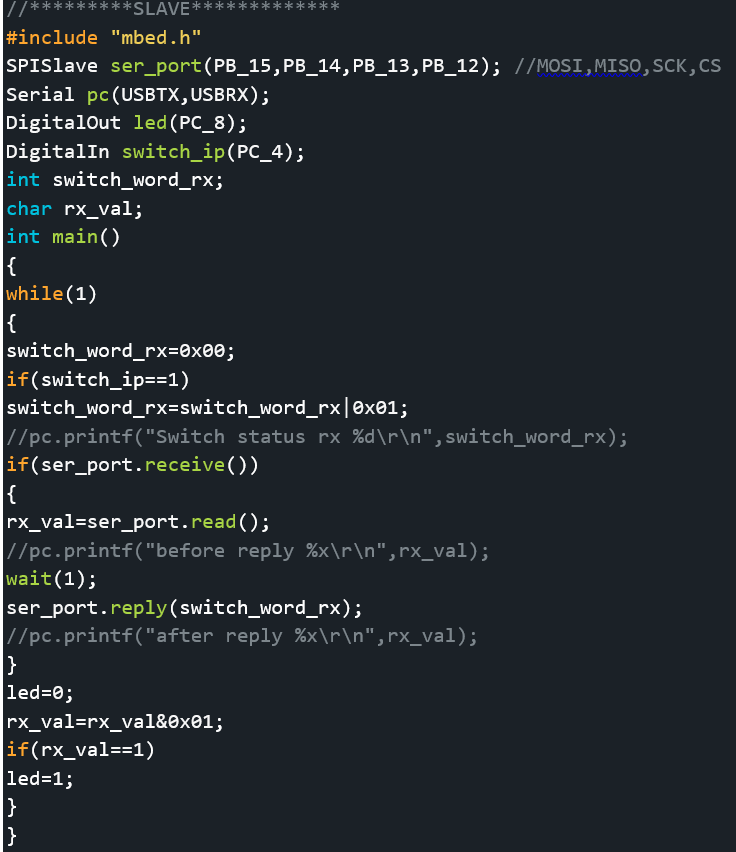 //*********SLAVE*************
#include "mbed.h"
SPISlave ser_port(PB_15,PB_14,PB_13,PB_12); //MOSI,MISO,SCK,CS
Serial pc(USBTX,USBRX);
DigitalOut led(PC_8);
DigitalIn switch_ip(PC_4);
int switch_word_rx;
char rx_val;
int main()
{
while(1)
{
switch_word_rx=0x00;
if(switch_ip==1)
switch_word_rx=switch_word_rx|0x01;
//pc.printf("Switch status rx %d\r\n",switch_word_rx);
if(ser_port.receive())
{
rx_val=ser_port.read();
//pc.printf("before reply %x\r\n",rx_val);
wait(1);
ser_port.reply(switch_word_rx);
//pc.printf("after reply %x\r\n",rx_val);
}
led=0;
rx_val=rx_val&0x01;
if(rx_val==1)
led=1;
}
}